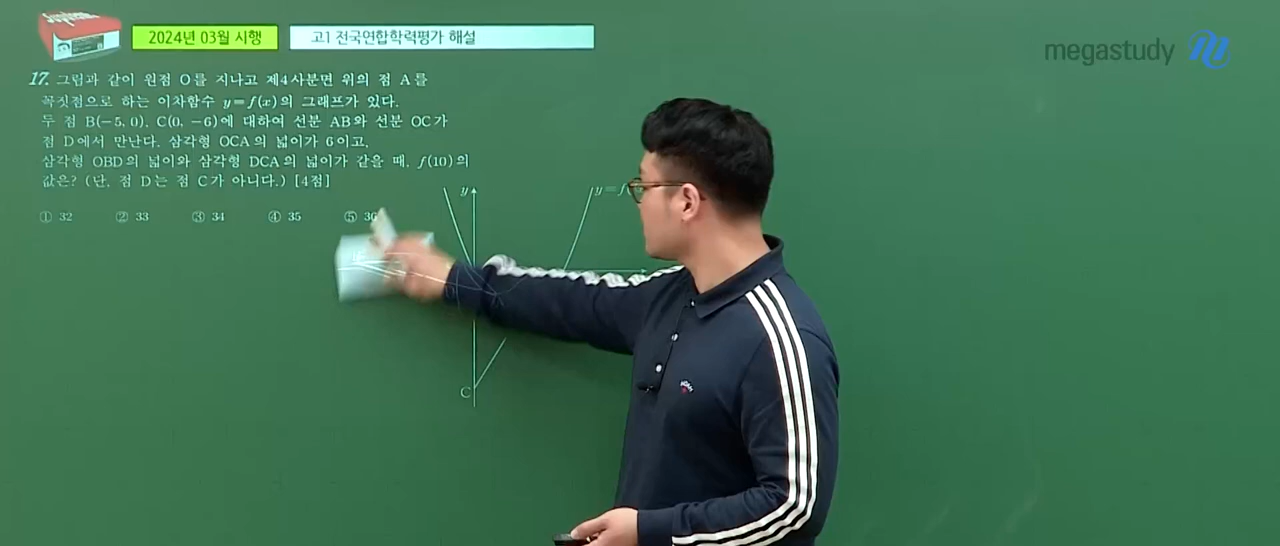 2024년 03월 시행
고1 전국연합학력평가 해설
megastudy
17. 그림과 같이 원점 O를 지나고 제4사분면 위의 점 A를
꼭짓점으로 하는 이차함수 y=f(x)의 그래프가 있다.
두 점 B(-5, 0), C(0, -6)에 대하여 선분 AB와 선분 OC가
점 D에서 만난다. 삼각형 OCA의 넓이가 6이고,
삼각형 OBD의 넓이와 삼각형 DCA의 넓이가 같을 때, f(10)의
값은? (단, 점 D는 점 C가 아니다.) [4점]
① 32 ② 33 ③ 34 ④ 35 ⑤ 36
y
y=f
C